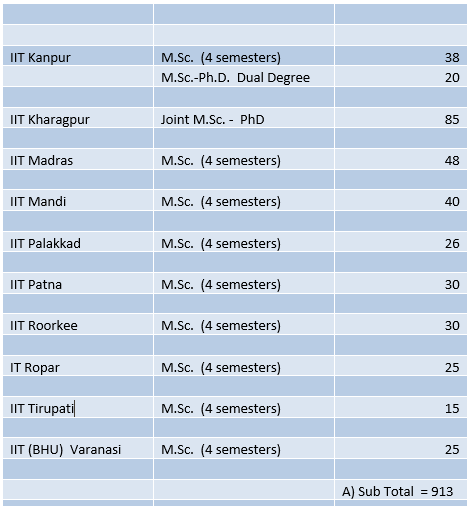 IIT Kanpur M.Sc. (4 semesters) 38
M.Sc.-Ph.D. Dual Degree 20
IIT Kharagpur Joint M.Sc. - PhD 85
IIT Madras M.Sc. (4 semesters) 48
IIT Mandi M.Sc. (4 semesters) 40
IIT Palakkad M.Sc. (4 semesters) 26
IIT Patna M.Sc. (4 semesters) 30
IIT Roorkee M.Sc. (4 semesters) 30
IT Ropar M.Sc. (4 semesters) 25
IIT Tirupati M.Sc. (4 semesters) 15
IIT (BHU) Varanasi M.Sc. (4 semesters) 25
A) Sub Total = 913